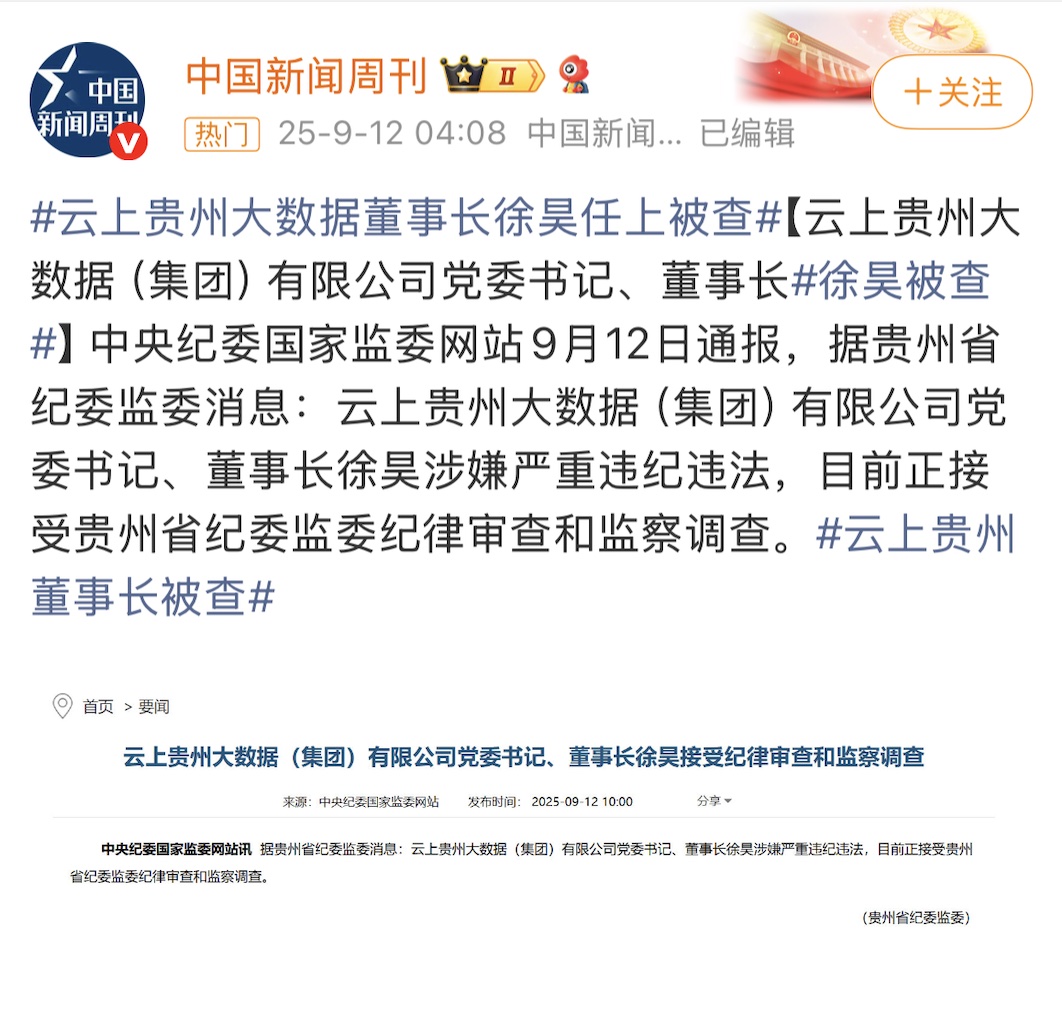 中国
新闻周刊
中国新闻周刊 II
+关注
热门 25-9-12 04:08 中国新闻... 已编辑
#云上贵州大数据董事长徐昊任上被查#【云上贵州大
数据（集团）有限公司党委书记、董事长#徐昊被查
#】中央纪委国家监委网站9月12日通报，据贵州省
纪委监委消息：云上贵州大数据（集团）有限公司党
委书记、董事长徐昊涉嫌严重违纪违法，目前正接
受贵州省纪委监委纪律审查和监察调查。#云上贵州
董事长被查#
首页 > 要闻
云上贵州大数据（集团）有限公司党委书记、董事长徐昊接受纪律审查和监察调查
来源：中央纪委国家监委网站 发布时间：2025-09-12 10:00 分享
中央纪委国家监委网站讯 据贵州省纪委监委消息：云上贵州大数据（集团）有限公司党委书记、董事长徐昊涉嫌严重违纪违法，目前正接受贵州
省纪委监委纪律审查和监察调查。
（贵州省纪委监委）